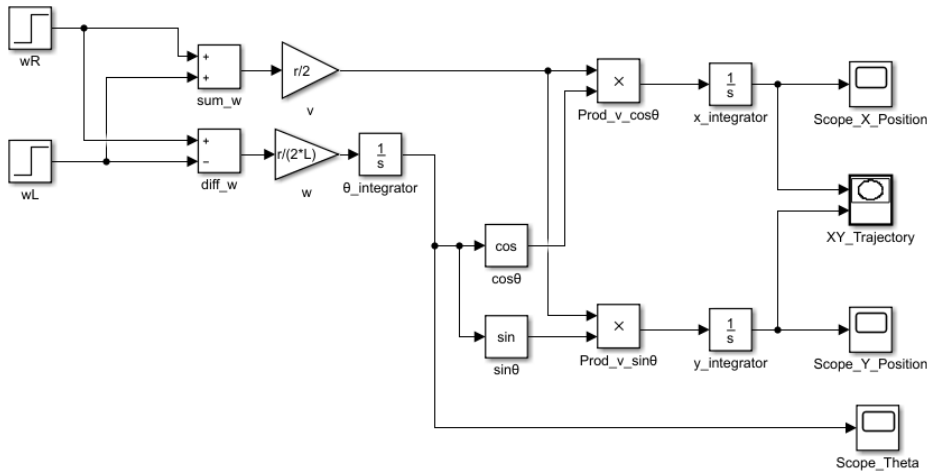 wR
+
+
sum_w
r/2
v
×
Prod_v_cosθ
1
s
x_integrator
Scope_X_Position
wL
+
−
diff_w
r/(2*L)
w
1
s
θ_integrator
XY_Trajectory
cos
cosθ
sin
sinθ
×
Prod_v_sinθ
1
s
y_integrator
Scope_Y_Position
Scope_Theta